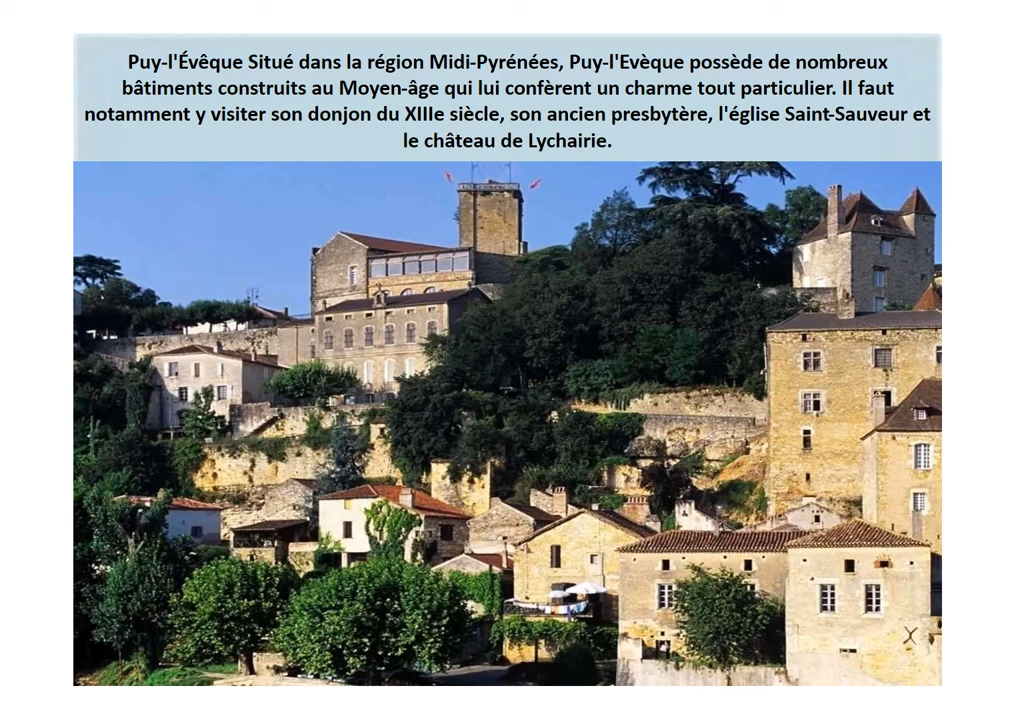 Puy-l'Évêque Situé dans la région Midi-Pyrénées, Puy-l'Evèque possède de nombreux
bâtiments construits au Moyen-âge qui lui confèrent un charme tout particulier. Il faut
notamment y visiter son donjon du XIIIe siècle, son ancien presbytère, l'église Saint-Sauveur et
le château de Lychairie.